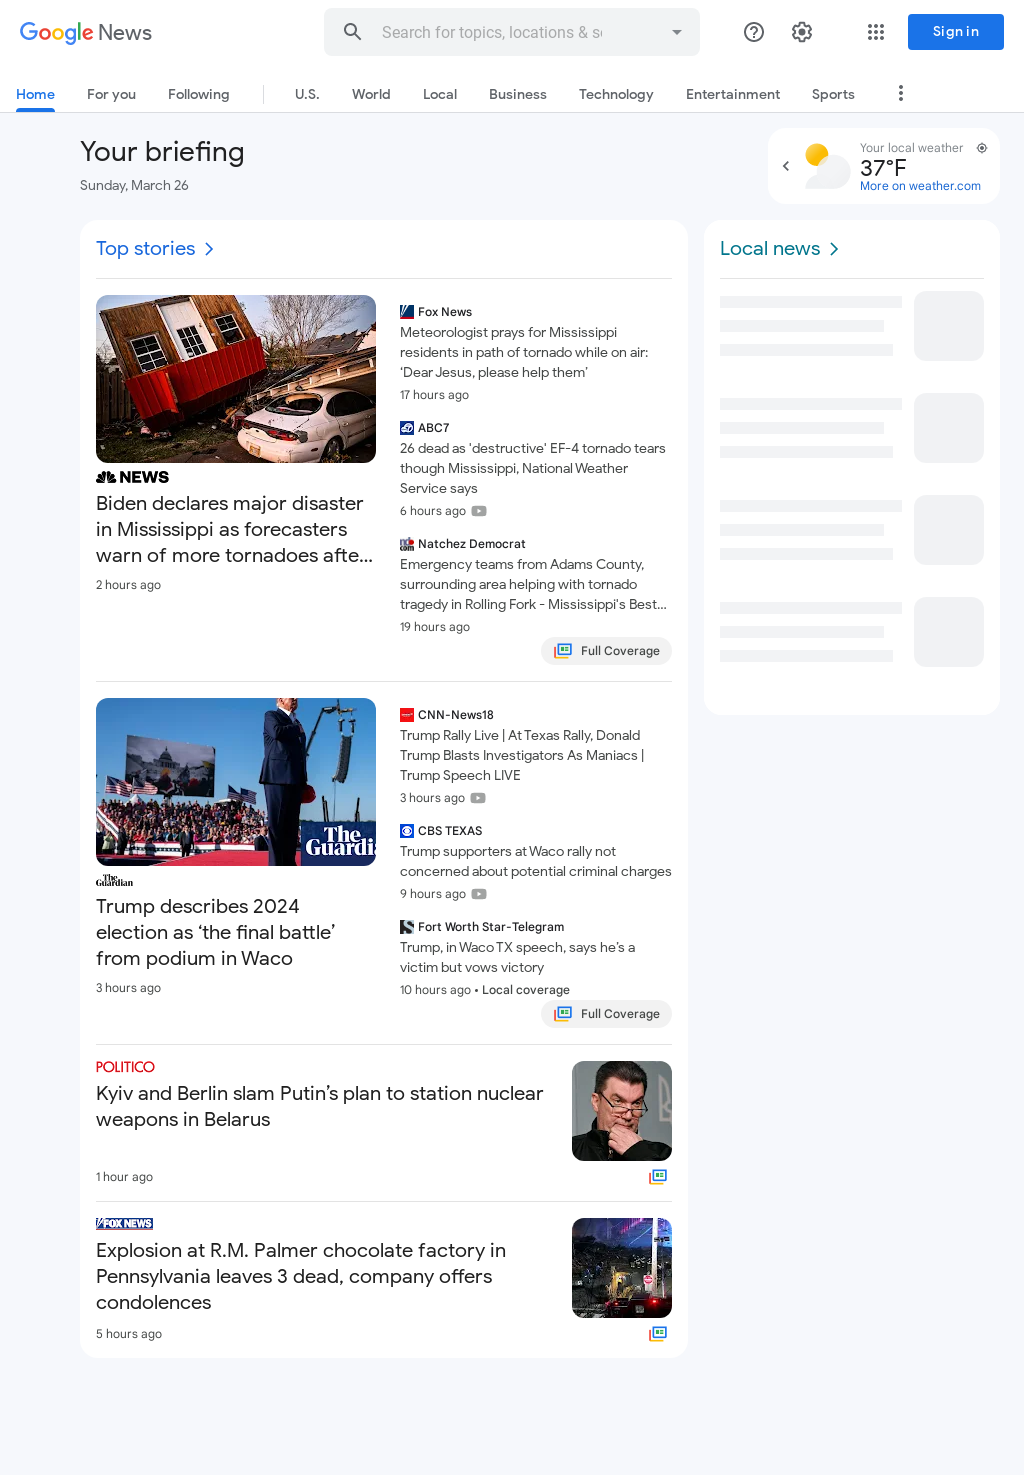 Google News
Search for topics, locations &
Sign in
Home
For you
Following
U.S.
World
Local
Business
Technology
Entertainment
Sports
Your briefing
Sunday, March 26
Your local weather
37°F
More on weather.com
Top stories
NEWS
Biden declares major disaster
in Mississippi as forecasters
warn of more tornadoes afte...
2 hours ago
Fox News
Meteorologist prays for Mississippi
residents in path of tornado while on air:
‘Dear Jesus, please help them’
17 hours ago
ABC7
26 dead as 'destructive' EF-4 tornado tears
though Mississippi, National Weather
Service says
6 hours ago
Natchez Democrat
Emergency teams from Adams County,
surrounding area helping with tornado
tragedy in Rolling Fork - Mississippi's Best...
19 hours ago
Full Coverage
The
Guardian
The
Guardian
Trump describes 2024
election as ‘the final battle’
from podium in Waco
3 hours ago
CNN-News18
Trump Rally Live | At Texas Rally, Donald
Trump Blasts Investigators As Maniacs |
Trump Speech LIVE
3 hours ago
CBS TEXAS
Trump supporters at Waco rally not
concerned about potential criminal charges
9 hours ago
Fort Worth Star-Telegram
Trump, in Waco TX speech, says he’s a
victim but vows victory
10 hours ago • Local coverage
Full Coverage
POLITICO
Kyiv and Berlin slam Putin’s plan to station nuclear
weapons in Belarus
1 hour ago
FOX NEWS
Explosion at R.M. Palmer chocolate factory in
Pennsylvania leaves 3 dead, company offers
condolences
5 hours ago
Local news